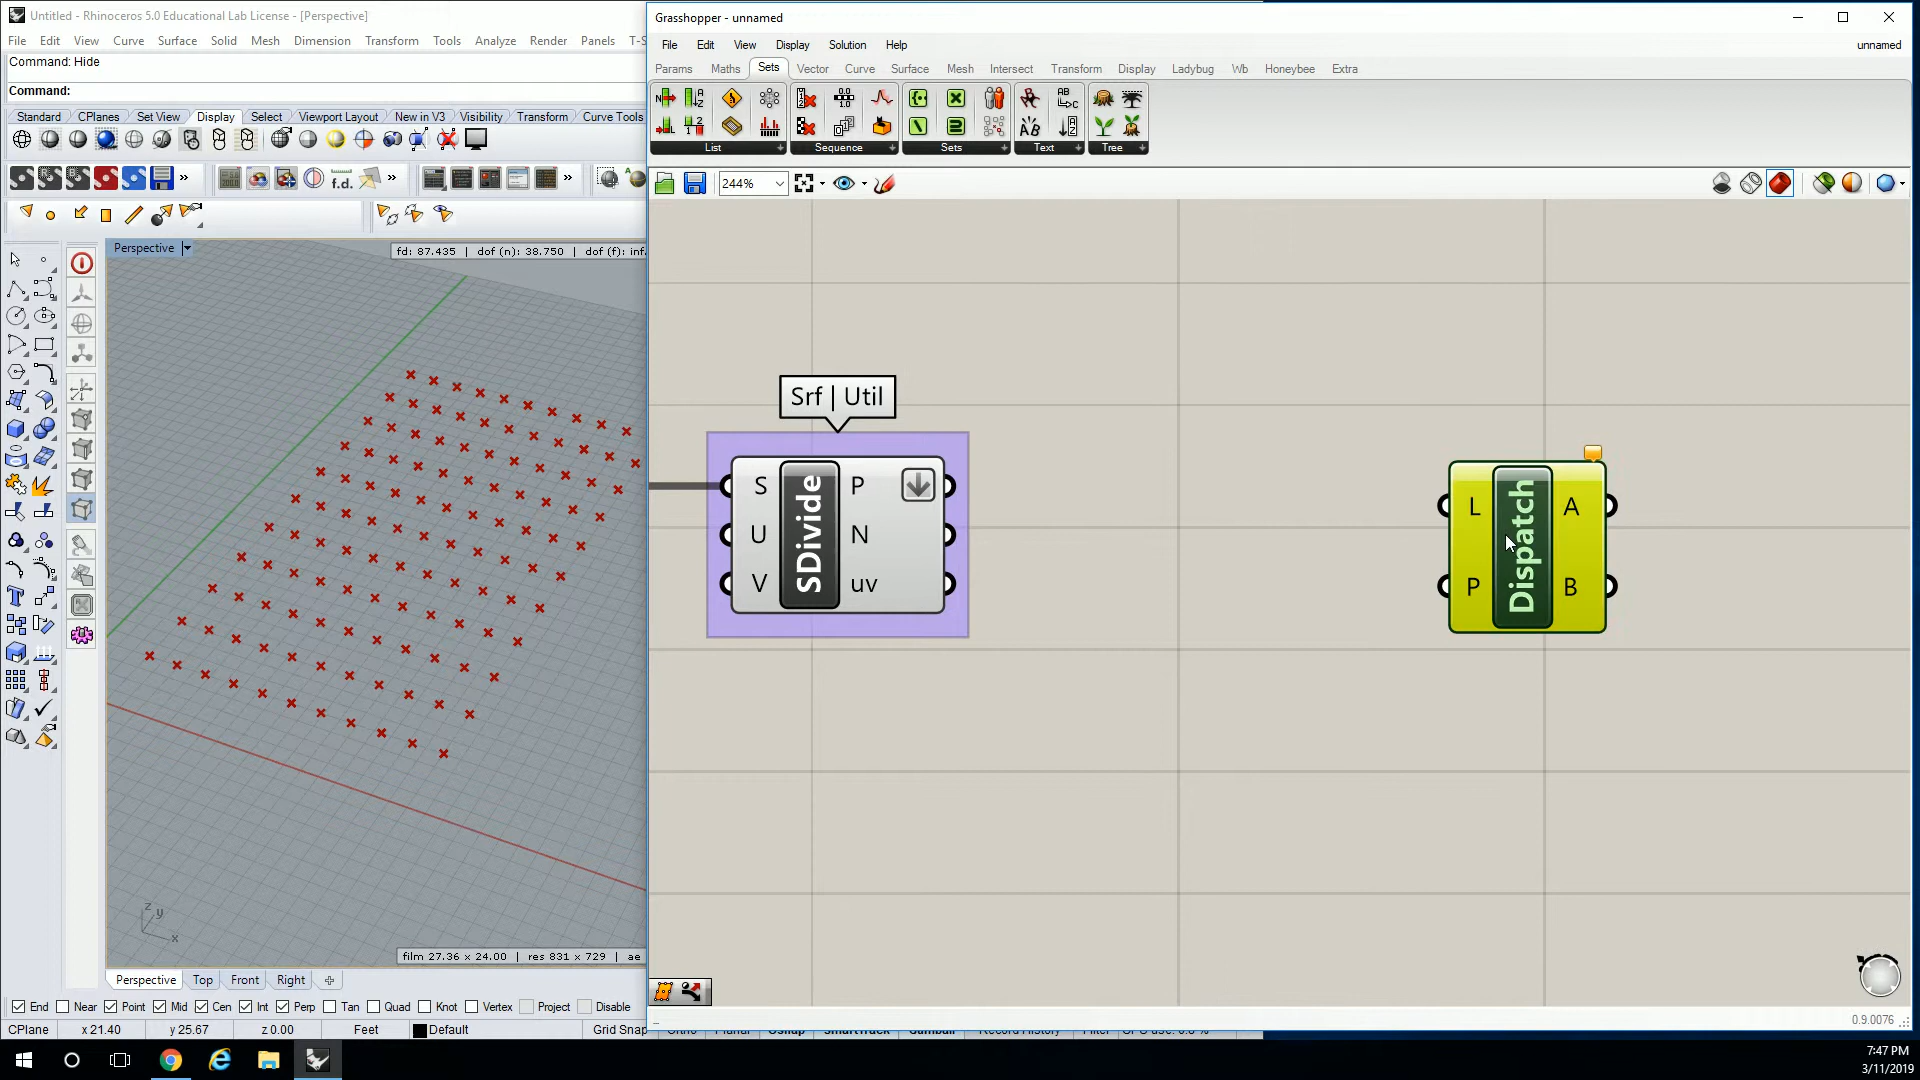 Untitled - Rhinoceros 5.0 Educational Lab License - [Perspective]
File Edit View Curve Surface Solid Mesh Dimension Transform Tools Analyze Render Panels T-S
Command: Hide
Command:
Standard CPlanes Set View Display Select Viewport Layout New in V3 Visibility Transform Curve Tools
f.d.
Perspective
fd: 87.435 | dof (n): 38.750 | dof (f): inf.
z
y
x
film 27.36 x 24.00 | res 831 x 729 | ae
Perspective Top Front Right
End Near Point Mid Cen Int Perp Tan Quad Knot Vertex Project Disable
CPlane x 21.40 y 25.67 z 0.00 Feet Default Grid Snap
Grasshopper - unnamed
File Edit View Display Solution Help
unnamed
Params Maths Sets Vector Curve Surface Mesh Intersect Transform Display Ladybug Wb Honeybee Extra
List Sequence Sets Text Tree
244%
Srf | Util
S U V
SDivide
P N uv
L P
Dispatch
A B
0.9.0076
7:47 PM
3/11/2019